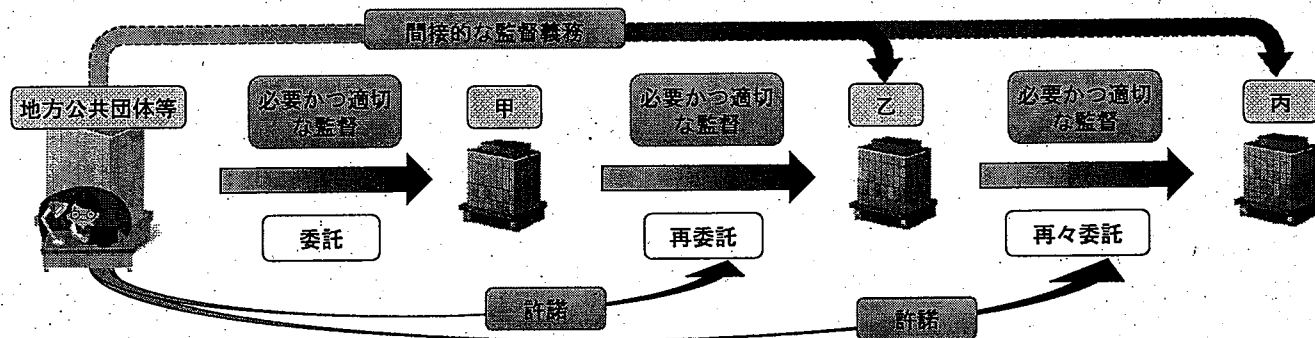 間接的な監督義務
地方公共団体等
必要かつ適切
な監督
甲
必要かつ適切
な監督
乙
必要かつ適切
な監督
丙
委託
再委託
再々委託
許諾
許諾